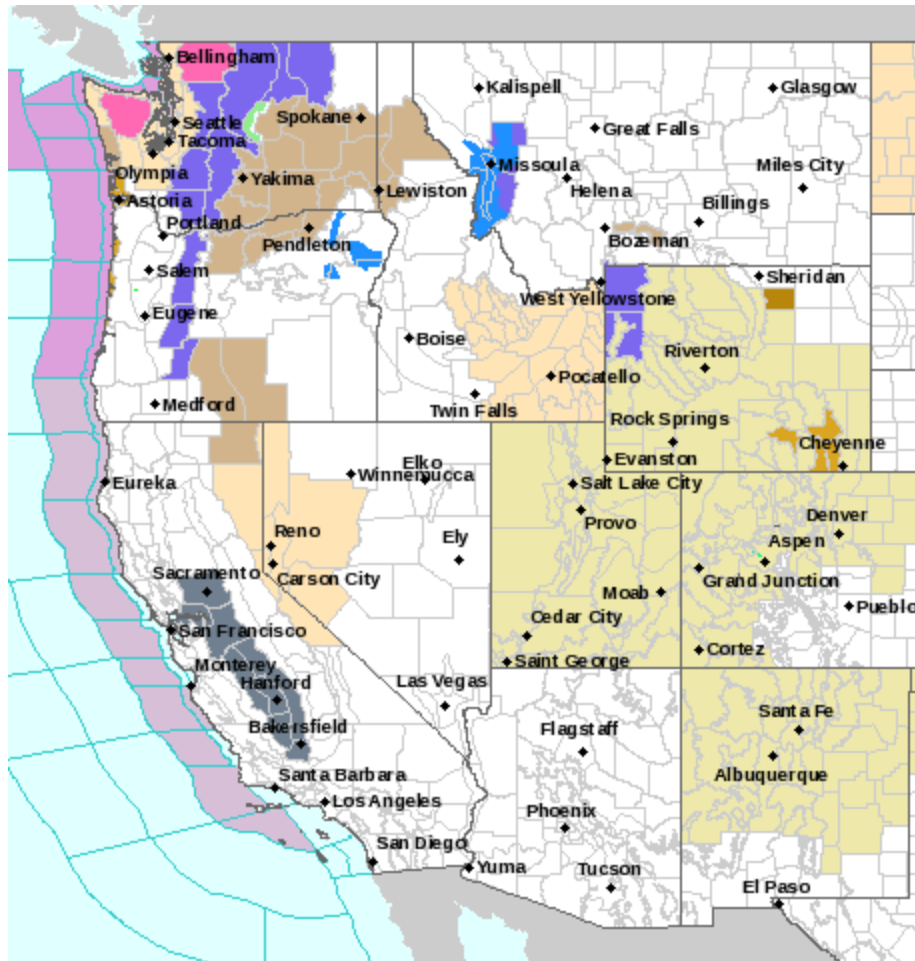 Bellingham
Kalispell
Glasgow
Seattle
Spokane
Great Falls
Tacoma
Olympia
Missoula
Miles City
Yakima
Lewiston
Helena
Astoria
Billings
Portland
Pendleton
Bozeman
Salem
Sheridan
West Yellowstone
Eugene
Boise
Riverton
Pocatello
Medford
Twin Falls
Rock Springs
Cheyenne
Elko
Evanston
Winnemucca
Eureka
Salt Lake City
Provo
Denver
Reno
Ely
Aspen
Sacramento
Carson City
Grand Junction
Moab
Pueblo
San Francisco
Cedar City
Cortez
Saint George
Monterey
Hanford
Las Vegas
Santa Fe
Bakersfield
Flagstaff
Albuquerque
Santa Barbara
Los Angeles
Phoenix
San Diego
Yuma
Tucson
El Paso